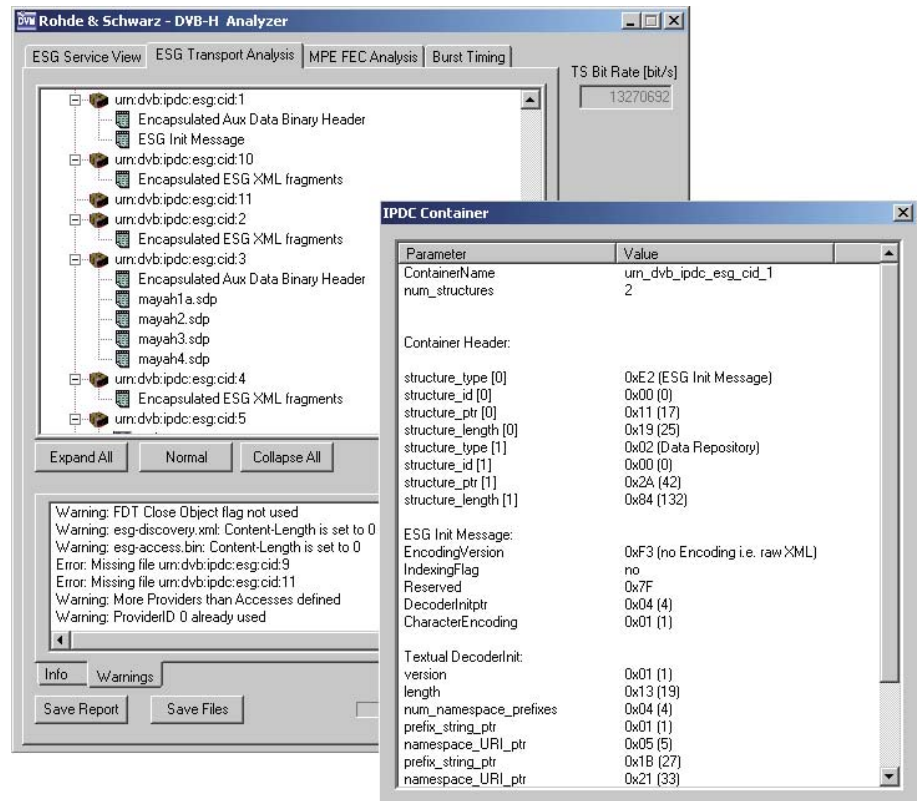 Rohde & Schwarz - DVB-H Analyzer
ESG Service View ESG Transport Analysis MPE FEC Analysis Burst Timing
TS Bit Rate [bit/s]
13270692
urn:dvb:ipdc:esg:cid:1
Encapsulated Aux Data Binary Header
ESG Init Message
urn:dvb:ipdc:esg:cid:10
Encapsulated ESG XML fragments
urn:dvb:ipdc:esg:cid:11
urn:dvb:ipdc:esg:cid:2
Encapsulated ESG XML fragments
urn:dvb:ipdc:esg:cid:3
Encapsulated Aux Data Binary Header
mayah1a.sdp
mayah2.sdp
mayah3.sdp
mayah4.sdp
urn:dvb:ipdc:esg:cid:4
Encapsulated ESG XML fragments
urn:dvb:ipdc:esg:cid:5
Expand All Normal Collapse All
Warning: FDT Close Object flag not used
Warning: esg-discovery.xml: Content-Length is set to 0
Warning: esg-access.bin: Content-Length is set to 0
Error: Missing file urn:dvb:ipdc:esg:cid:9
Error: Missing file urn:dvb:ipdc:esg:cid:11
Warning: More Providers than Accesses defined
Warning: ProviderID 0 already used
Info Warnings
Save Report Save Files
IPDC Container
Parameter Value
ContainerName urn_dvb_ipdc_esg_cid_1
num_structures 2
Container Header:
structure_type [0] 0xE2 (ESG Init Message)
structure_id [0] 0x00 (0)
structure_ptr [0] 0x11 (17)
structure_length [0] 0x19 (25)
structure_type [1] 0x02 (Data Repository)
structure_id [1] 0x00 (0)
structure_ptr [1] 0x2A (42)
structure_length [1] 0x84 (132)
ESG Init Message:
EncodingVersion 0xF3 (no Encoding i.e. raw XML)
IndexingFlag no
Reserved 0x7F
DecoderInitptr 0x04 (4)
CharacterEncoding 0x01 (1)
Textual DecoderInit:
version 0x01 (1)
length 0x13 (19)
num_namespace_prefixes 0x04 (4)
prefix_string_ptr 0x01 (1)
namespace_URI_ptr 0x05 (5)
prefix_string_ptr 0x1B (27)
namespace_URI_ptr 0x21 (33)